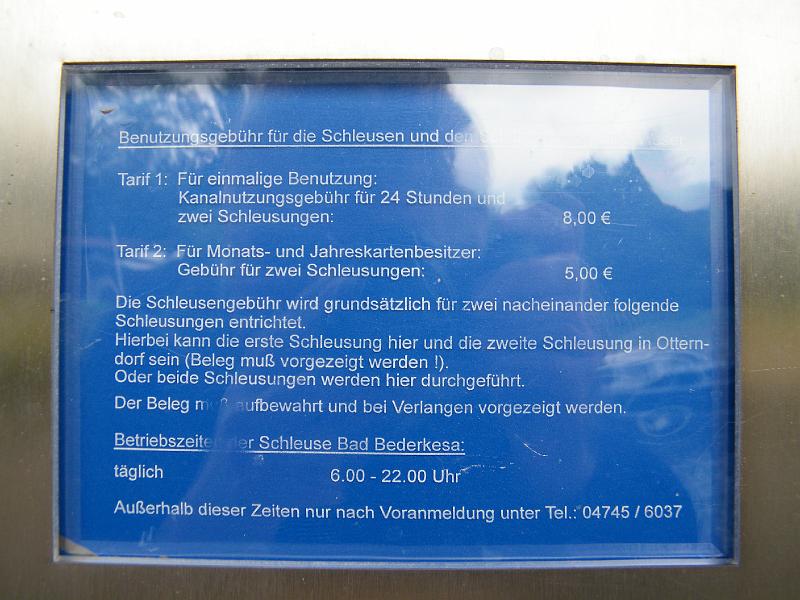 Benutzungsgebühr für die Schleusen und den
Tarif 1: Für einmalige Benutzung:
Kanalnutzungsgebühr für 24 Stunden und
zwei Schleusungen: 8,00 €
Tarif 2: Für Monats- und Jahreskartenbesitzer:
Gebühr für zwei Schleusungen: 5,00 €
Die Schleusengebühr wird grundsätzlich für zwei nacheinander folgende
Schleusungen entrichtet.
Hierbei kann die erste Schleusung hier und die zweite Schleusung in Ottern-
dorf sein (Beleg muß vorgezeigt werden !).
Oder beide Schleusungen werden hier durchgeführt.
Der Beleg muß aufbewahrt und bei Verlangen vorgezeigt werden.
Betriebszeiten der Schleuse Bad Bederkesa:
täglich 6.00 - 22.00 Uhr
Außerhalb dieser Zeiten nur nach Voranmeldung unter Tel.: 04745 / 6037